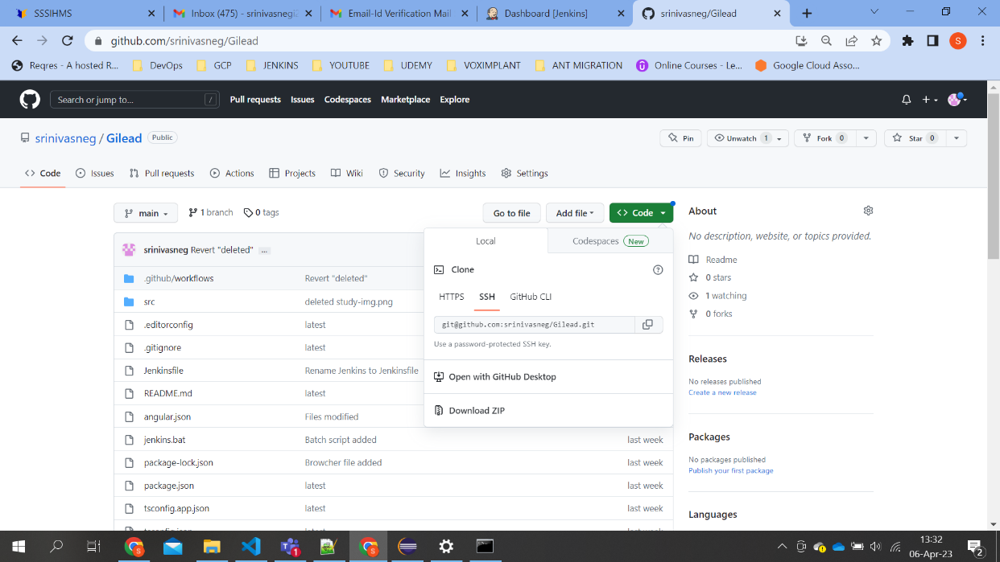 SSSIHMS
Inbox (475) - srinivasnegi2
Email-Id Verification Mail
Dashboard [Jenkins]
srinivasneg/Gilead
github.com/srinivasneg/Gilead
S
Reqres - A hosted R...
DevOps
GCP
JENKINS
YOUTUBE
UDEMY
VOXIMPLANT
ANT MIGRATION
Online Courses - Le...
Google Cloud Asso...
Search or jump to...
/
Pull requests
Issues
Codespaces
Marketplace
Explore
srinivasneg / Gilead
Public
Pin
Unwatch 1
Fork 0
Star 0
<> Code
Issues
Pull requests
Actions
Projects
Wiki
Security
Insights
Settings
main
1 branch
0 tags
Go to file
Add file
<> Code
srinivasneg Revert "deleted" ...
.github/workflows Revert "deleted"
src deleted study-img.png
.editorconfig latest
.gitignore latest
Jenkinsfile Rename Jenkins to Jenkinsfile
README.md latest
angular.json Files modified
jenkins.bat Batch script added last week
package-lock.json Browcher file added last week
package.json latest last week
tsconfig.app.json latest last week
Local
Codespaces New
Clone
HTTPS
SSH
GitHub CLI
git@github.com:srinivasneg/Gilead.git
Use a password-protected SSH key.
Open with GitHub Desktop
Download ZIP
About
No description, website, or topics provided.
Readme
0 stars
1 watching
0 forks
Releases
No releases published
Create a new release
Packages
No packages published
Publish your first package
Languages
1
13:32
06-Apr-23
2